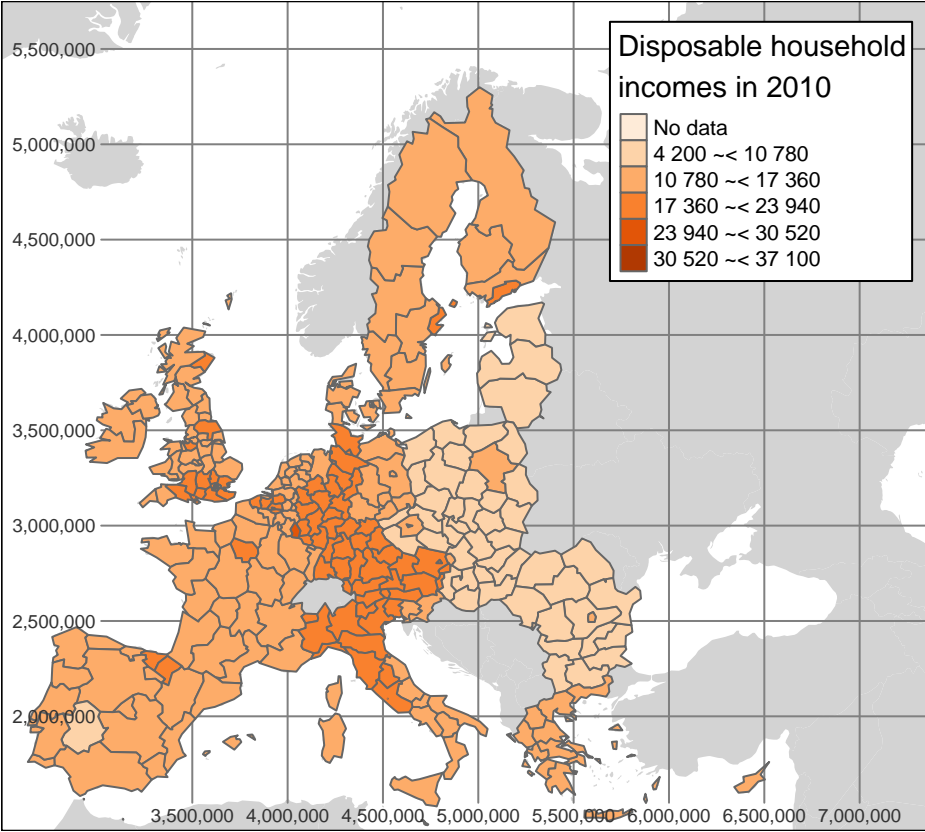 Disposable household
incomes in 2010
No data
4 200 ~< 10 780
10 780 ~< 17 360
17 360 ~< 23 940
23 940 ~< 30 520
30 520 ~< 37 100
5,500,000
5,000,000
4,500,000
4,000,000
3,500,000
3,000,000
2,500,000
2,000,000
3,500,000 4,000,000 4,500,000 5,000,000 5,500,000 6,000,000 6,500,000 7,000,000